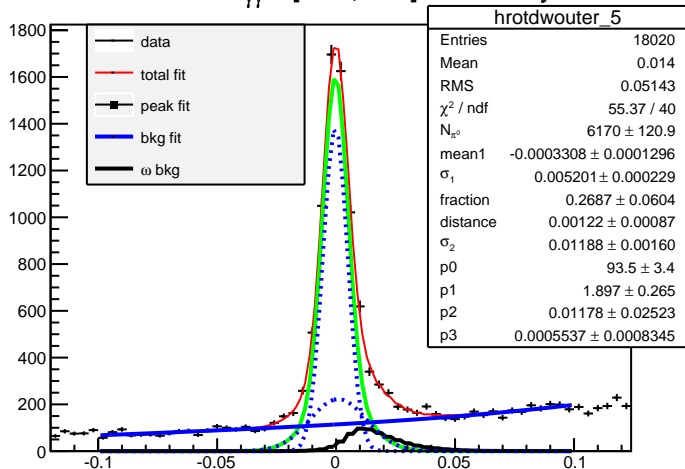 hrotdwouter_5
Entries 18020
Mean 0.014
RMS 0.05143
χ² / ndf 55.37 / 40
N_π⁰ 6170 ± 120.9
mean1 -0.0003308 ± 0.0001296
σ₁ 0.005201 ± 0.000229
fraction 0.2687 ± 0.0604
distance 0.00122 ± 0.00087
σ₂ 0.01188 ± 0.00160
p0 93.5 ± 3.4
p1 1.897 ± 0.265
p2 0.01178 ± 0.02523
p3 0.0005537 ± 0.0008345
data
total fit
peak fit
bkg fit
ω bkg
1800
1600
1400
1200
1000
800
600
400
200
0
-0.1
-0.05
0
0.05
0.1